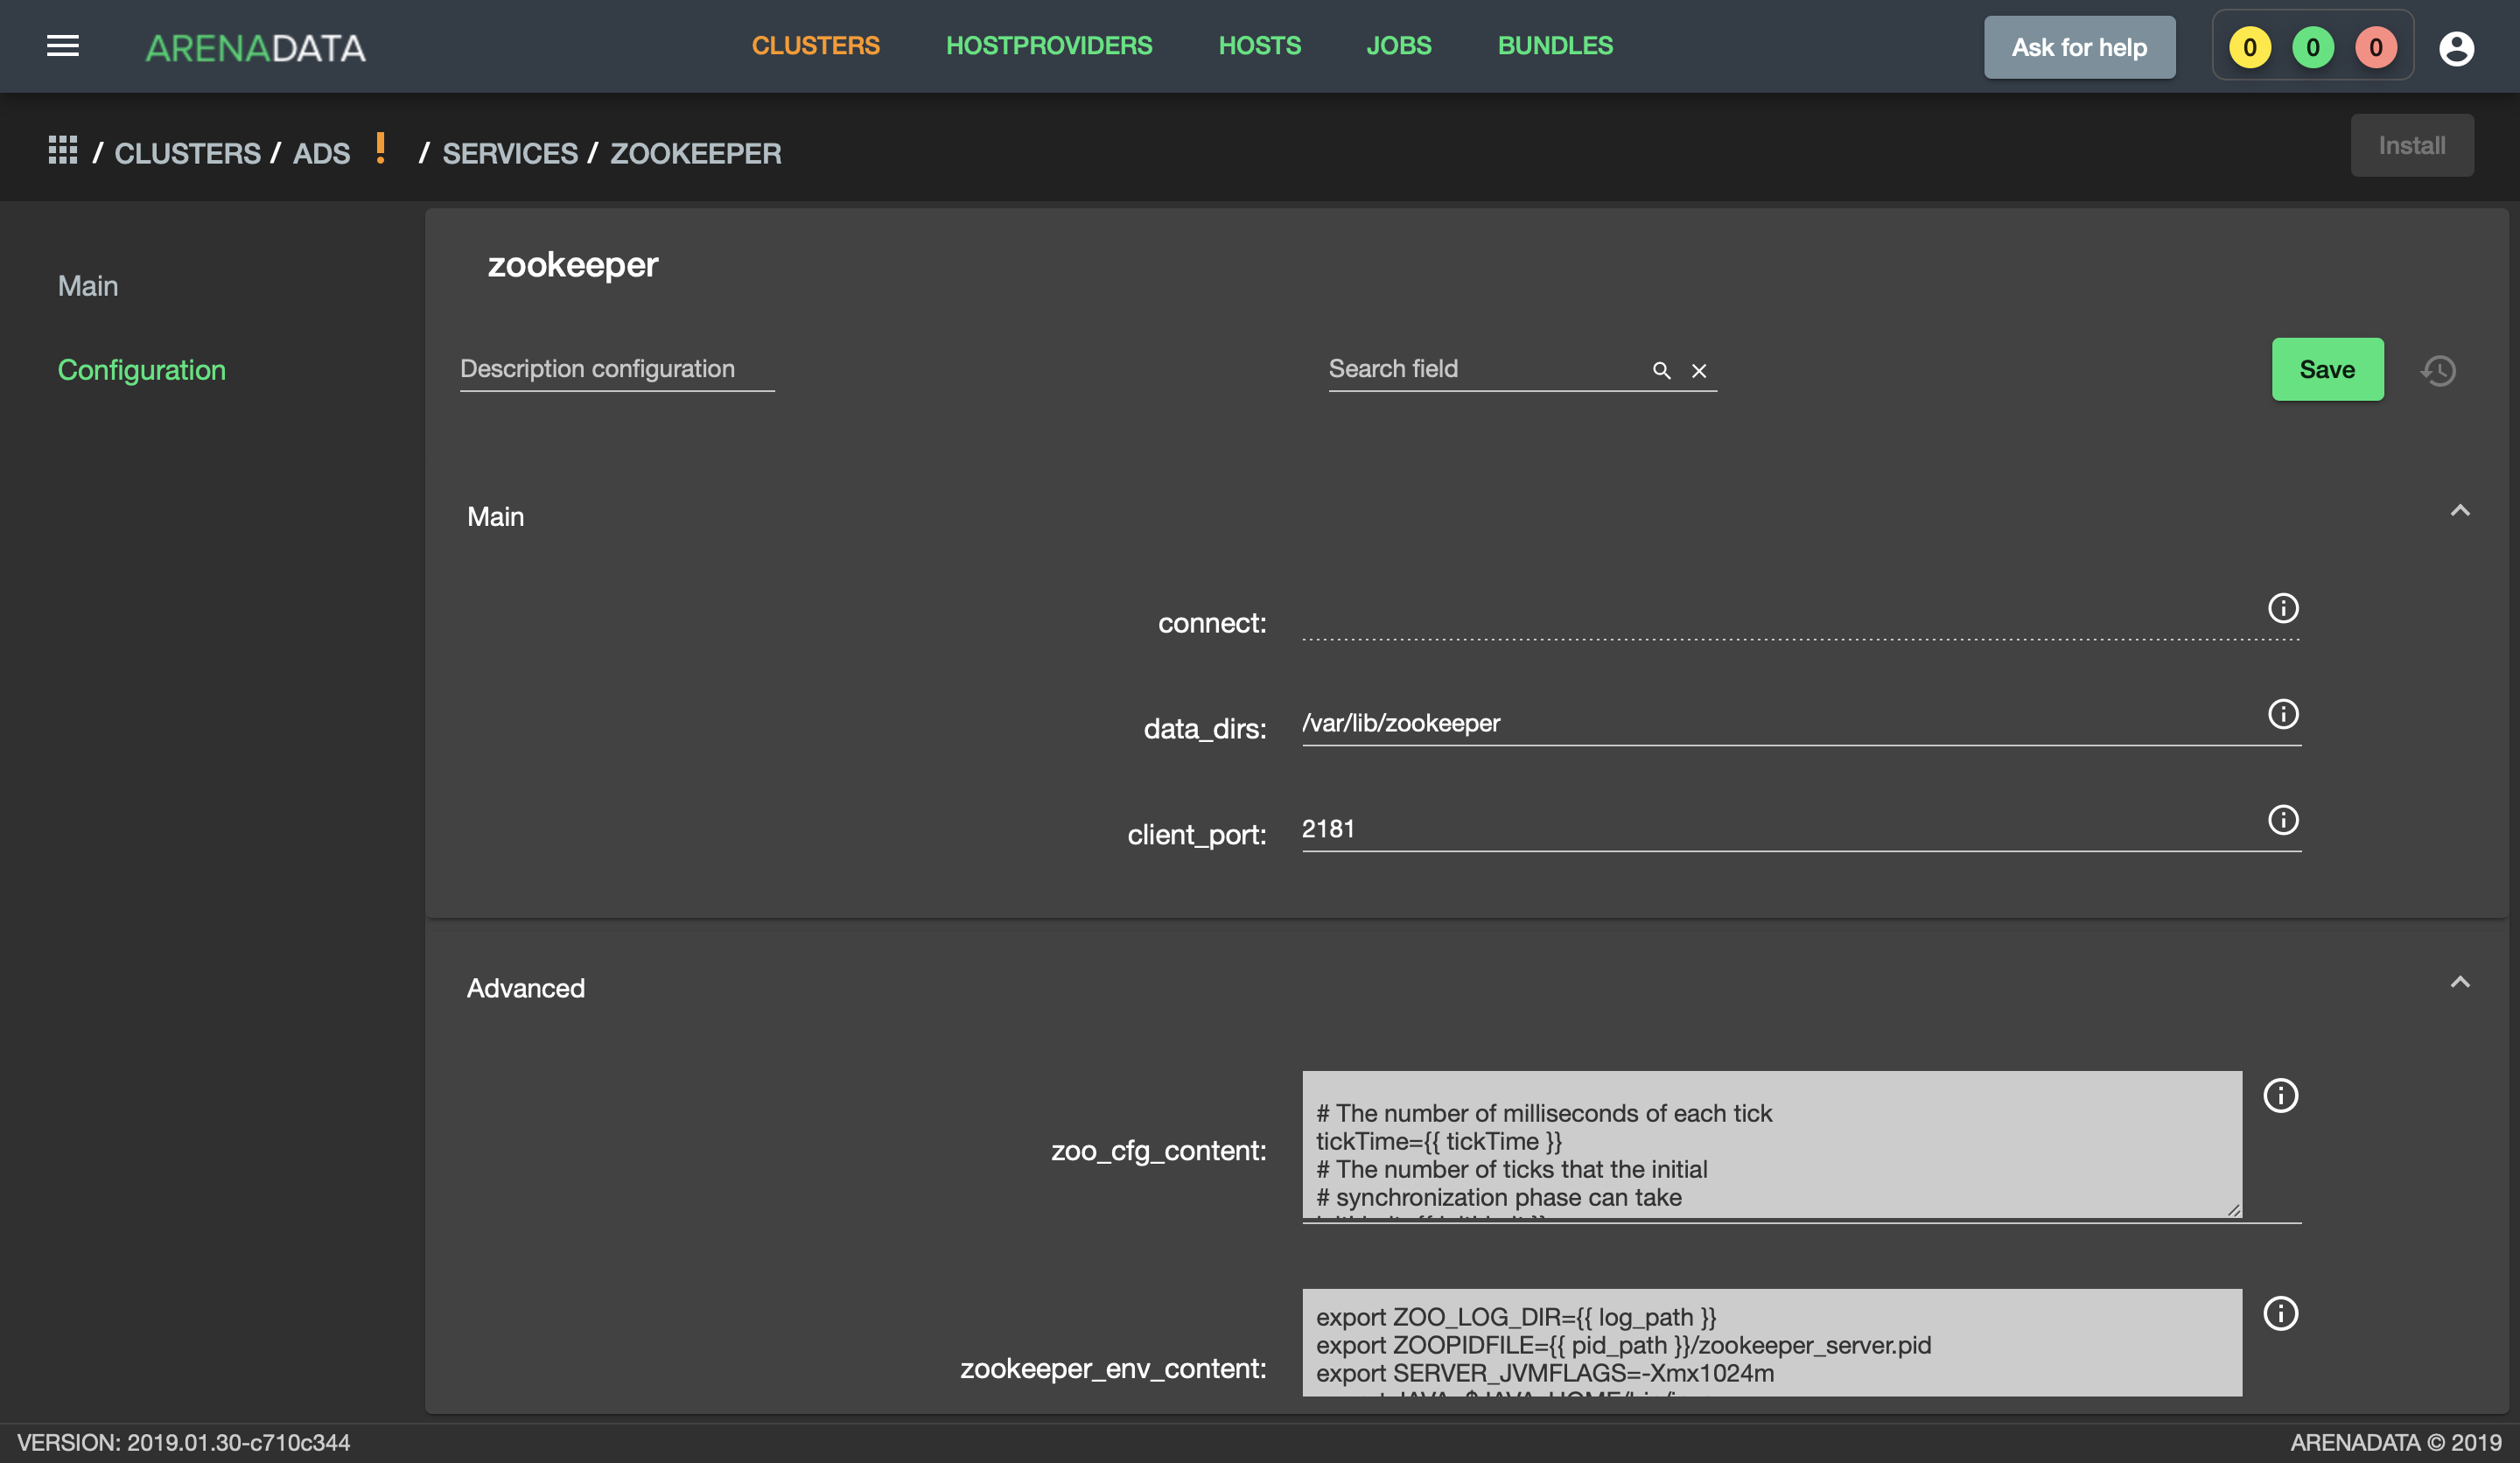 ARENADATA
CLUSTERS HOSTPROVIDERS HOSTS JOBS BUNDLES
Ask for help
0 0 0
/ CLUSTERS / ADS ! / SERVICES / ZOOKEEPER
Install
Main
Configuration
zookeeper
Description configuration
Search field
Save
Main
connect:
data_dirs: /var/lib/zookeeper
client_port: 2181
Advanced
zoo_cfg_content:
# The number of milliseconds of each tick
tickTime={{ tickTime }}
# The number of ticks that the initial
# synchronization phase can take
zookeeper_env_content:
export ZOO_LOG_DIR={{ log_path }}
export ZOOPIDFILE={{ pid_path }}/zookeeper_server.pid
export SERVER_JVMFLAGS=-Xmx1024m
VERSION: 2019.01.30-c710c344
ARENADATA © 2019